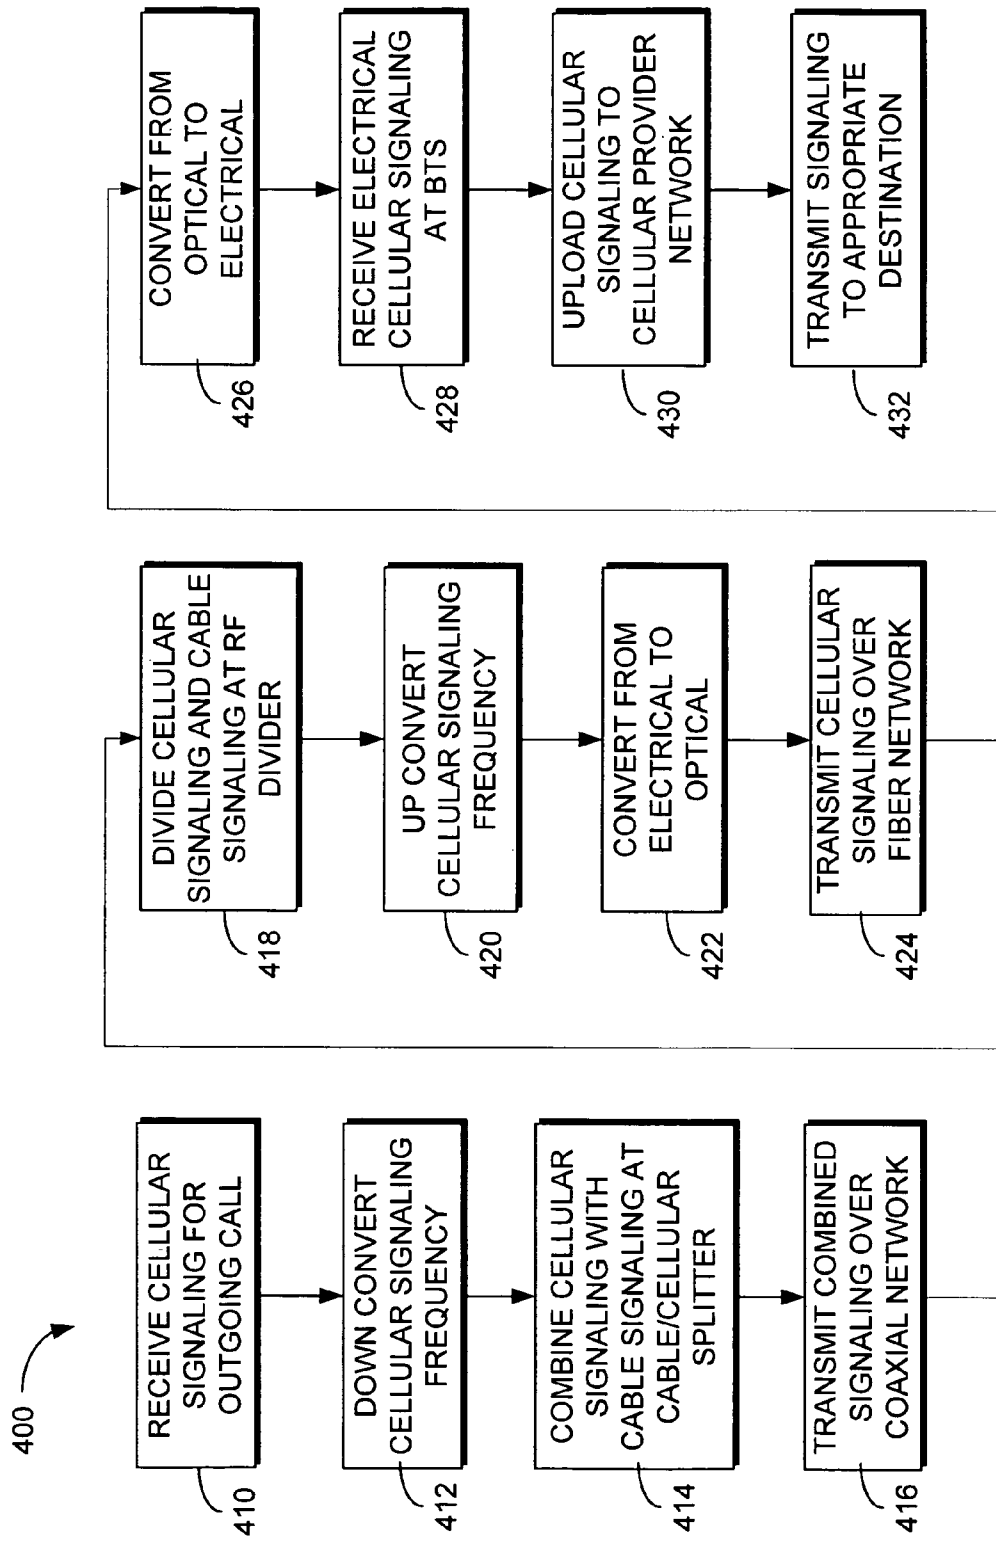 400
RECEIVE CELLULAR
SIGNALING FOR
OUTGOING CALL
410
DOWN CONVERT
CELLULAR SIGNALING
FREQUENCY
412
COMBINE CELLULAR
SIGNALING WITH
CABLE SIGNALING AT
CABLE/CELLULAR
SPLITTER
414
TRANSMIT COMBINED
SIGNALING OVER
COAXIAL NETWORK
416
DIVIDE CELLULAR
SIGNALING AND CABLE
SIGNALING AT RF
DIVIDER
418
UP CONVERT
CELLULAR SIGNALING
FREQUENCY
420
CONVERT FROM
ELECTRICAL TO
OPTICAL
422
TRANSMIT CELLULAR
SIGNALING OVER
FIBER NETWORK
424
CONVERT FROM
OPTICAL TO
ELECTRICAL
426
RECEIVE ELECTRICAL
CELLULAR SIGNALING
AT BTS
428
UPLOAD CELLULAR
SIGNALING TO
CELLULAR PROVIDER
NETWORK
430
TRANSMIT SIGNALING
TO APPROPRIATE
DESTINATION
432